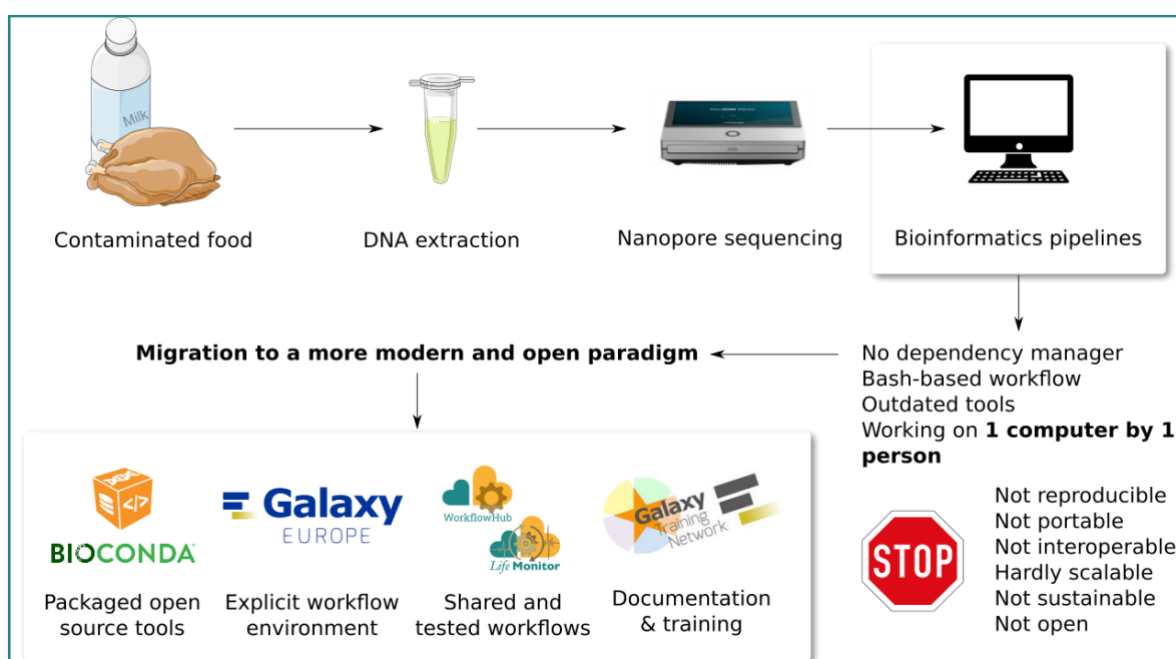 Milk
Contaminated food
DNA extraction
Nanopore sequencing
Bioinformatics pipelines
Migration to a more modern and open paradigm
No dependency manager
Bash-based workflow
Outdated tools
Working on 1 computer by 1
person
BIOCONDA
Galaxy
EUROPE
WorkflowHub
LifeMonitor
Galaxy
Training
Network
Packaged open
source tools
Explicit workflow
environment
Shared and
tested workflows
Documentation
& training
STOP
Not reproducible
Not portable
Not interoperable
Hardly scalable
Not sustainable
Not open